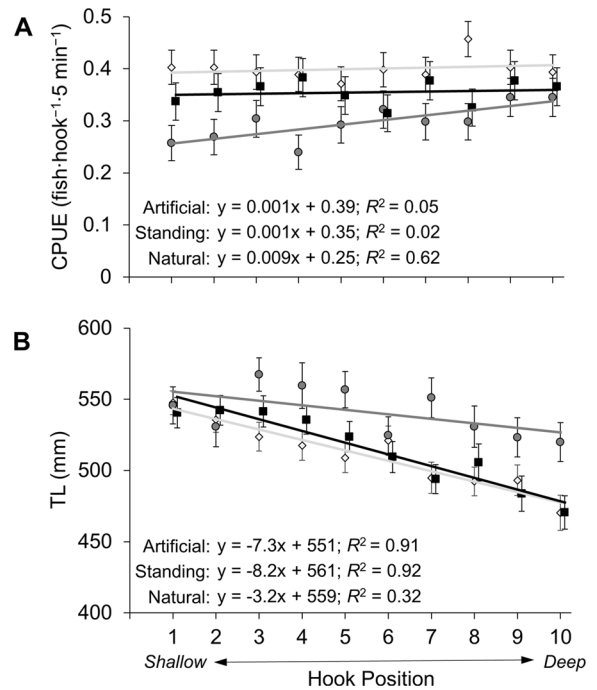 A
0.5
0.4
0.3
0.2
0.1
0
CPUE (fish·hook⁻¹·5 min⁻¹)
Artificial: y = 0.001x + 0.39; R² = 0.05
Standing: y = 0.001x + 0.35; R² = 0.02
Natural: y = 0.009x + 0.25; R² = 0.62
B
600
550
500
450
400
TL (mm)
Artificial: y = -7.3x + 551; R² = 0.91
Standing: y = -8.2x + 561; R² = 0.92
Natural: y = -3.2x + 559; R² = 0.32
1 2 3 4 5 6 7 8 9 10
Shallow Deep
Hook Position